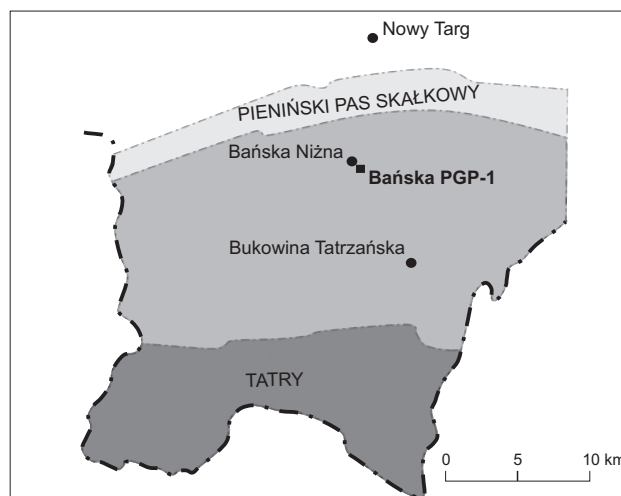 Nowy Targ
PIENIŃSKI PAS SKAŁKOWY
Bańska Niżna
Bańska PGP-1
Bukowina Tatrzańska
TATRY
0 5 10 km